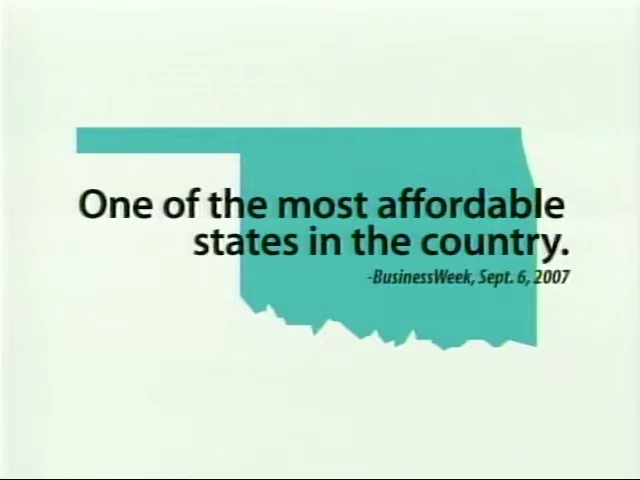 One of the most affordable
states in the country.
-BusinessWeek, Sept. 6, 2007